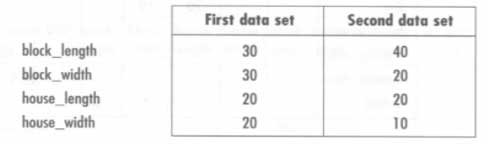 First data set Second data set
block_length 30 40
block_width 30 20
house_length 20 20
house_width 20 10